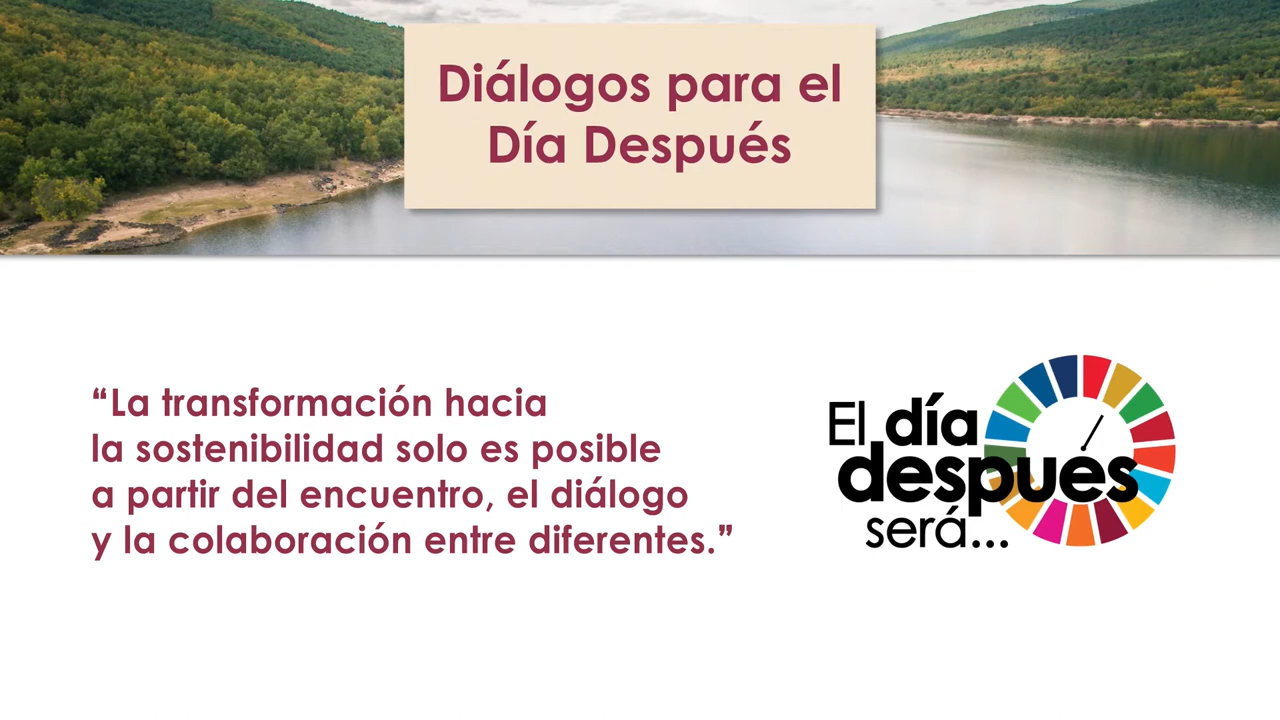 Diálogos para el
Día Después
“La transformación hacia
la sostenibilidad solo es posible
a partir del encuentro, el diálogo
y la colaboración entre diferentes.”
El día
después
será...